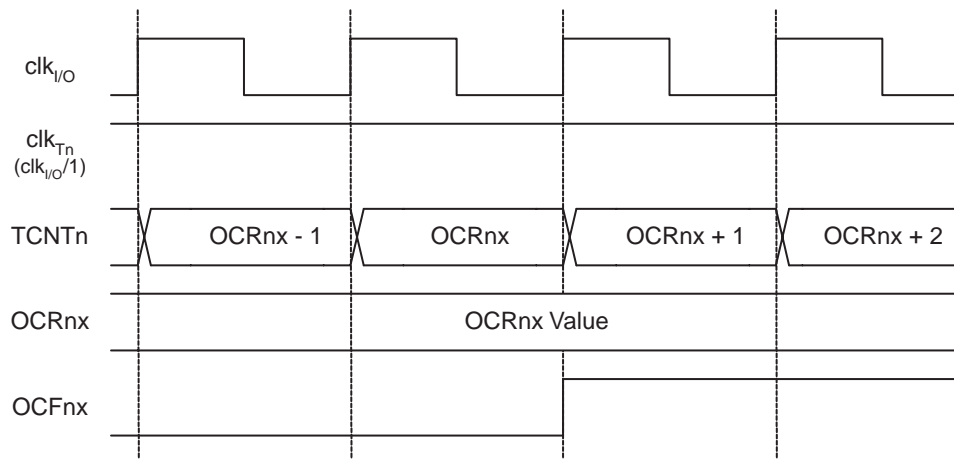 clkI/O
clkTn
(clkI/O/1)
TCNTn OCRnx - 1 OCRnx OCRnx + 1 OCRnx + 2
OCRnx OCRnx Value
OCFnx